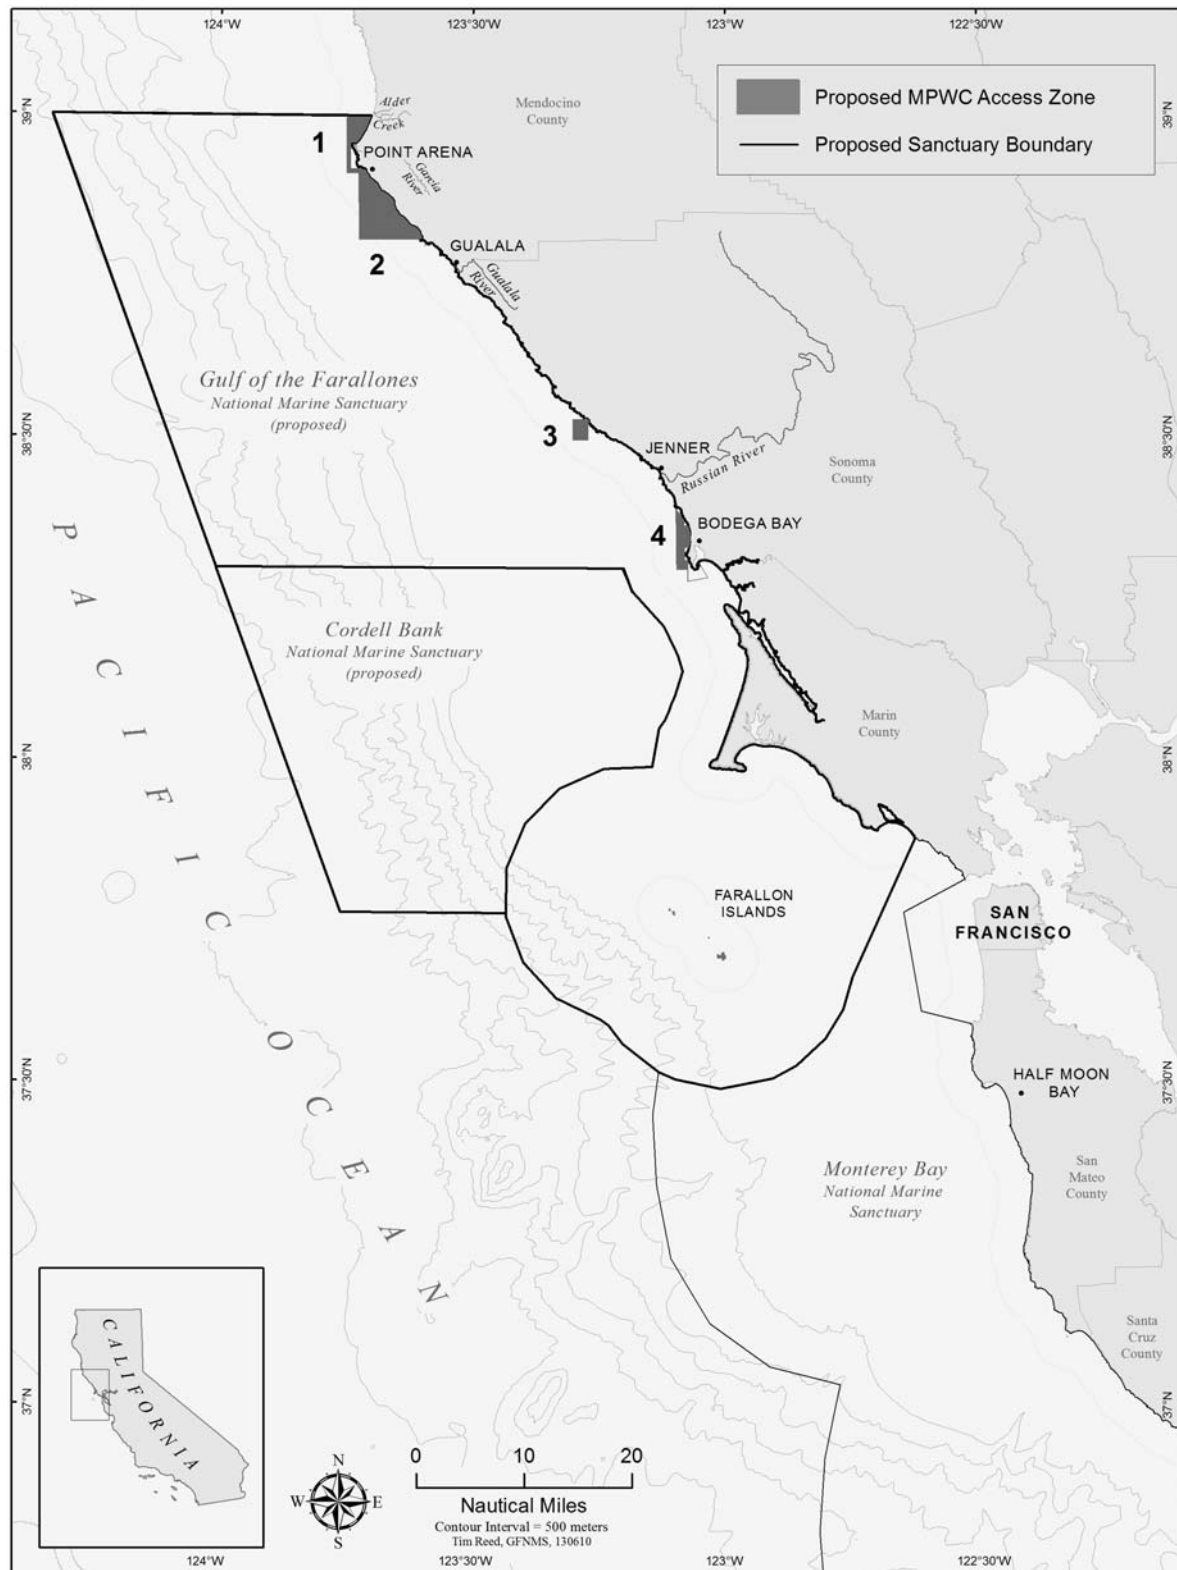 124°W
123°30'W
123°W
122°30'W
Proposed MPWC Access Zone
Proposed Sanctuary Boundary
39°N
39°N
Mendocino
County
Alder
Creek
1
POINT ARENA
Garcia
River
2
GUALALA
Gualala
River
Gulf of the Farallones
National Marine Sanctuary
(proposed)
38°30'N
38°30'N
3
JENNER
Russian River
Sonoma
County
4
BODEGA BAY
PACIFIC OCEAN
Cordell Bank
National Marine Sanctuary
(proposed)
Marin
County
38°N
38°N
FARALLON
ISLANDS
SAN
FRANCISCO
37°30'N
37°30'N
HALF MOON
BAY
Monterey Bay
National Marine
Sanctuary
San
Mateo
County
Santa
Cruz
County
CALIFORNIA
37°N
37°N
N
W E
S
0 10 20
Nautical Miles
Contour Interval = 500 meters
Tim Reed, GFNMS, 130610
124°W
123°30'W
123°W
122°30'W